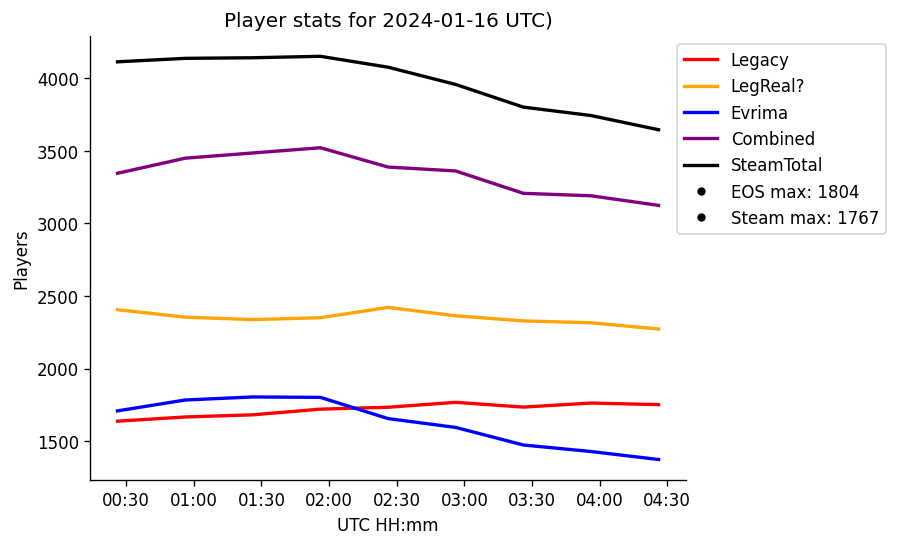 Player stats for 2024-01-16 UTC)
Legacy
LegReal?
Evrima
Combined
SteamTotal
EOS max: 1804
Steam max: 1767
Players
4000
3500
3000
2500
2000
1500
00:30 01:00 01:30 02:00 02:30 03:00 03:30 04:00 04:30
UTC HH:mm